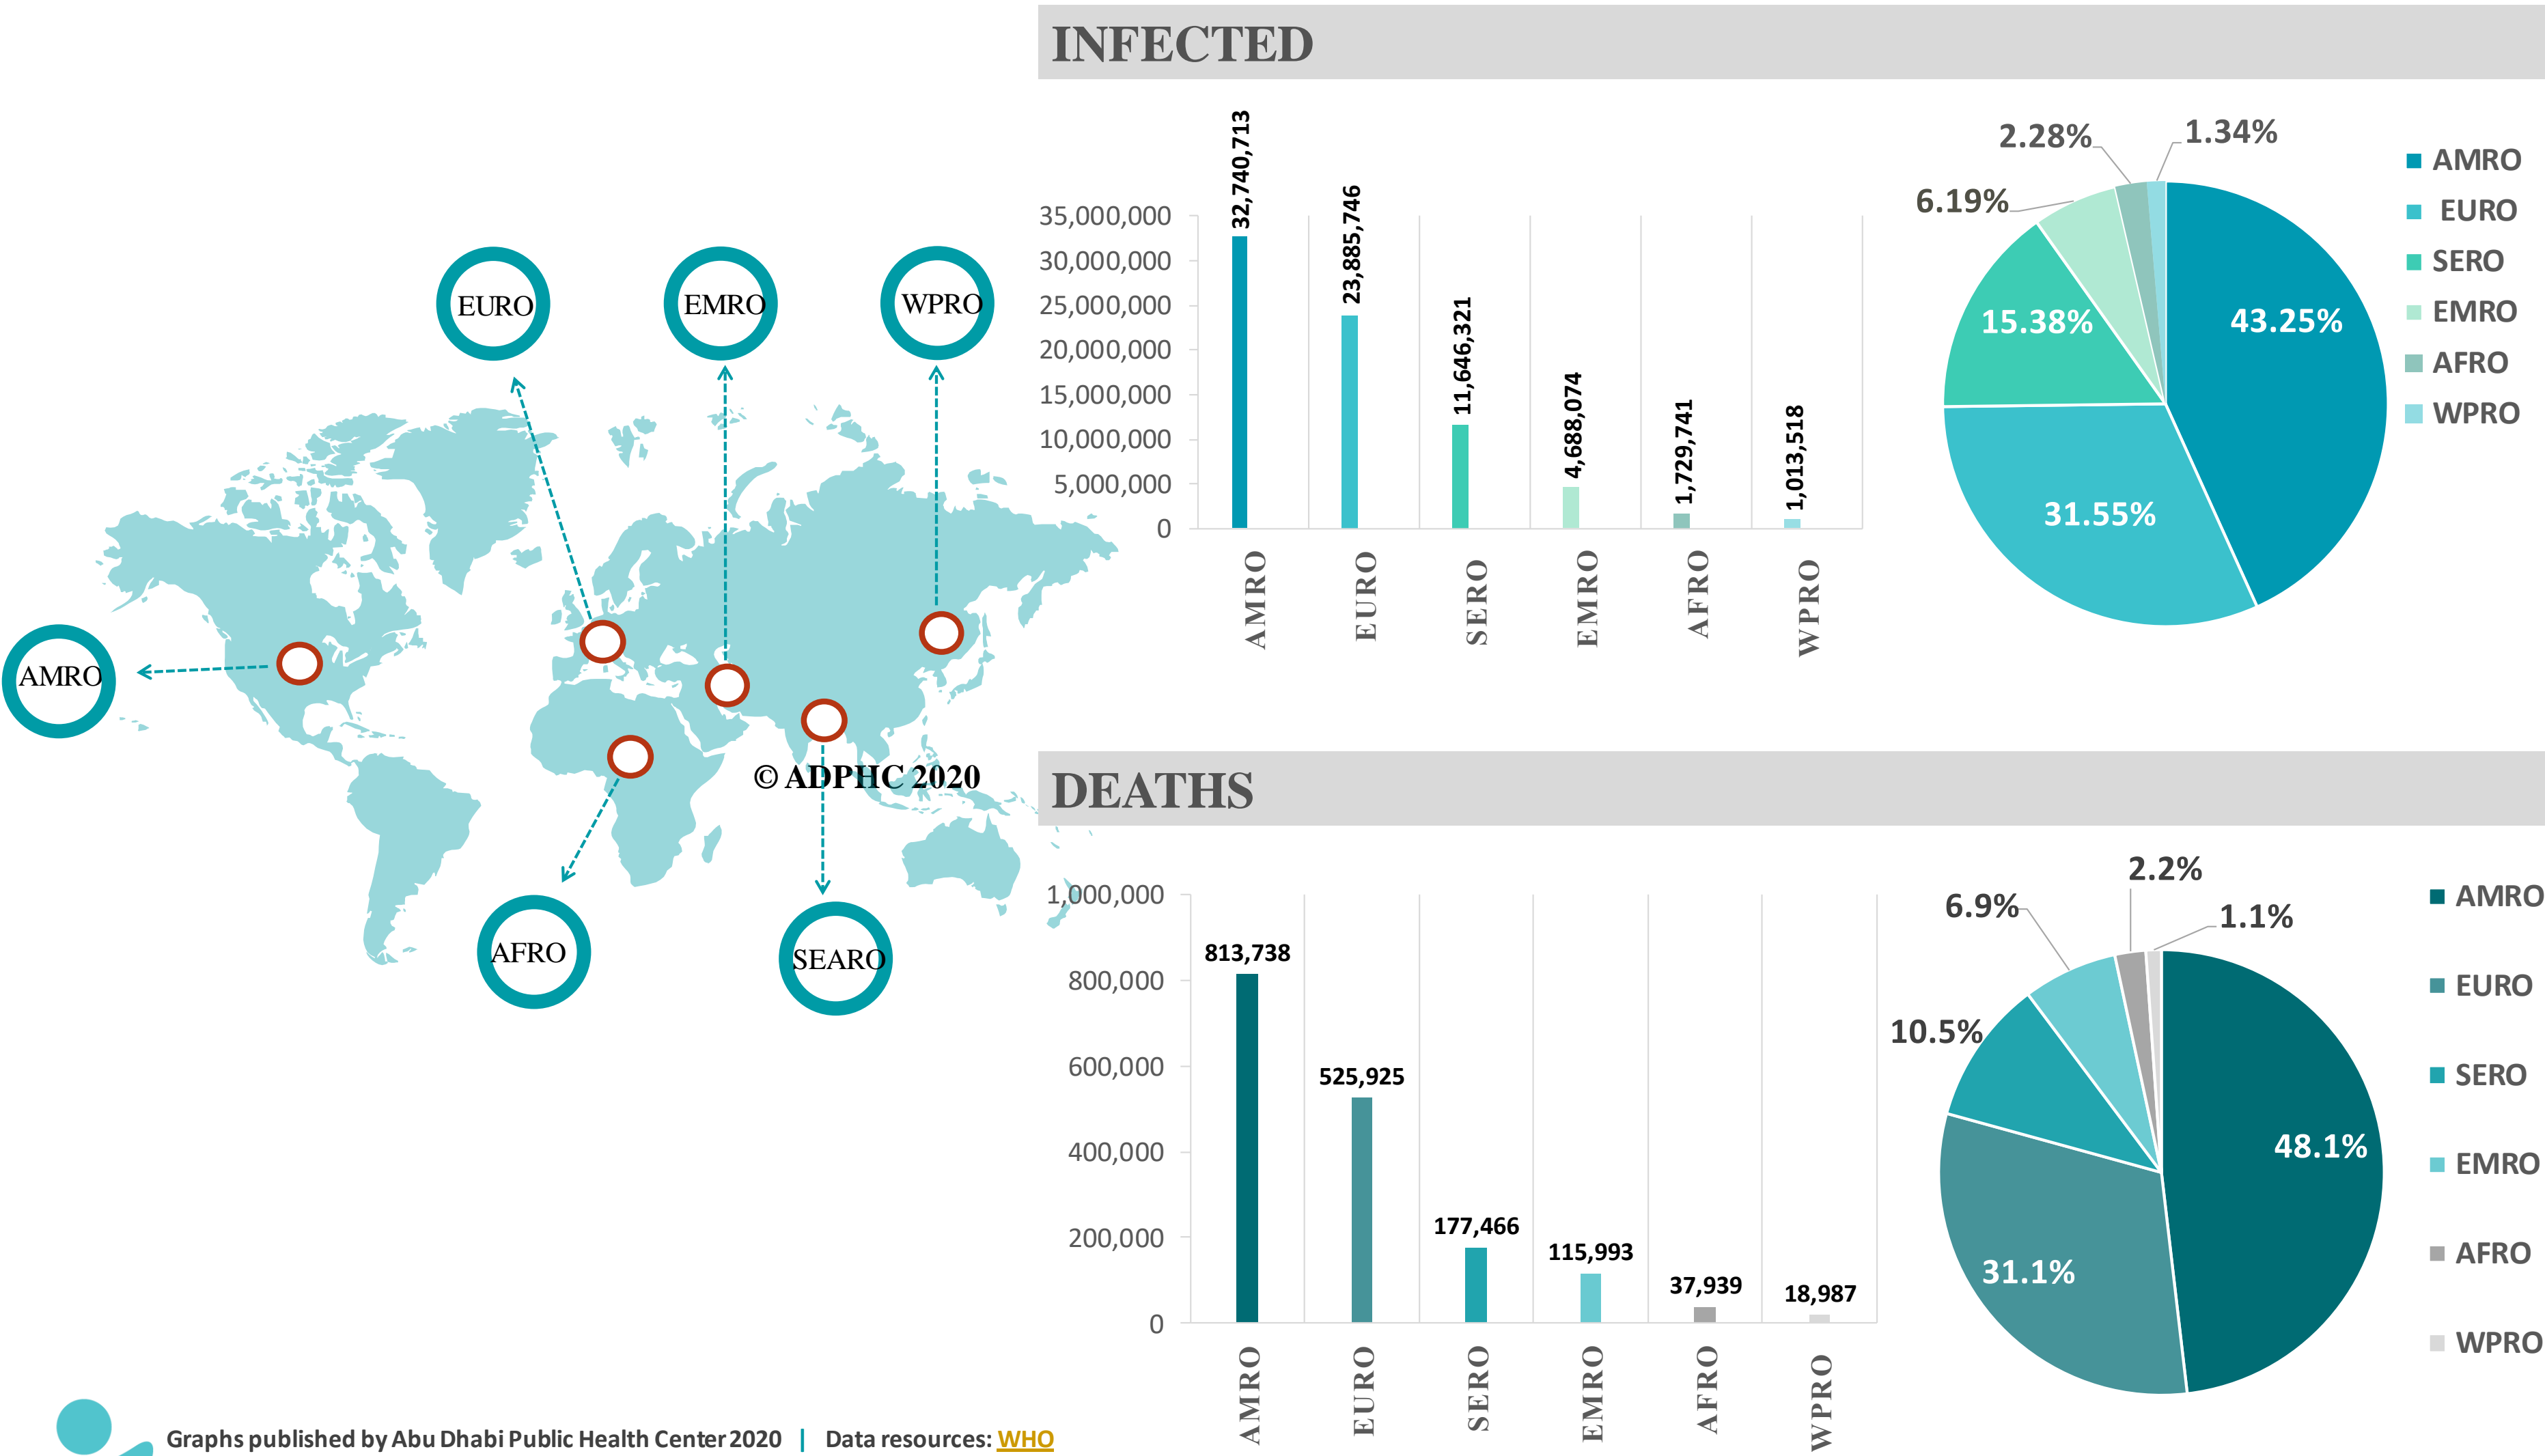 INFECTED
EURO
EMRO
WPRO
AMRO
AFRO
SEARO
© ADPHC 2020
35,000,000
30,000,000
25,000,000
20,000,000
15,000,000
10,000,000
5,000,000
0
32,740,713
23,885,746
11,646,321
4,688,074
1,729,741
1,013,518
AMRO
EURO
SERO
EMRO
AFRO
WPRO
2.28%
1.34%
6.19%
15.38%
43.25%
31.55%
AMRO
EURO
SERO
EMRO
AFRO
WPRO
DEATHS
1,000,000
800,000
600,000
400,000
200,000
0
813,738
525,925
177,466
115,993
37,939
18,987
AMRO
EURO
SERO
EMRO
AFRO
WPRO
2.2%
6.9%
1.1%
10.5%
48.1%
31.1%
AMRO
EURO
SERO
EMRO
AFRO
WPRO
Graphs published by Abu Dhabi Public Health Center 2020 | Data resources: WHO